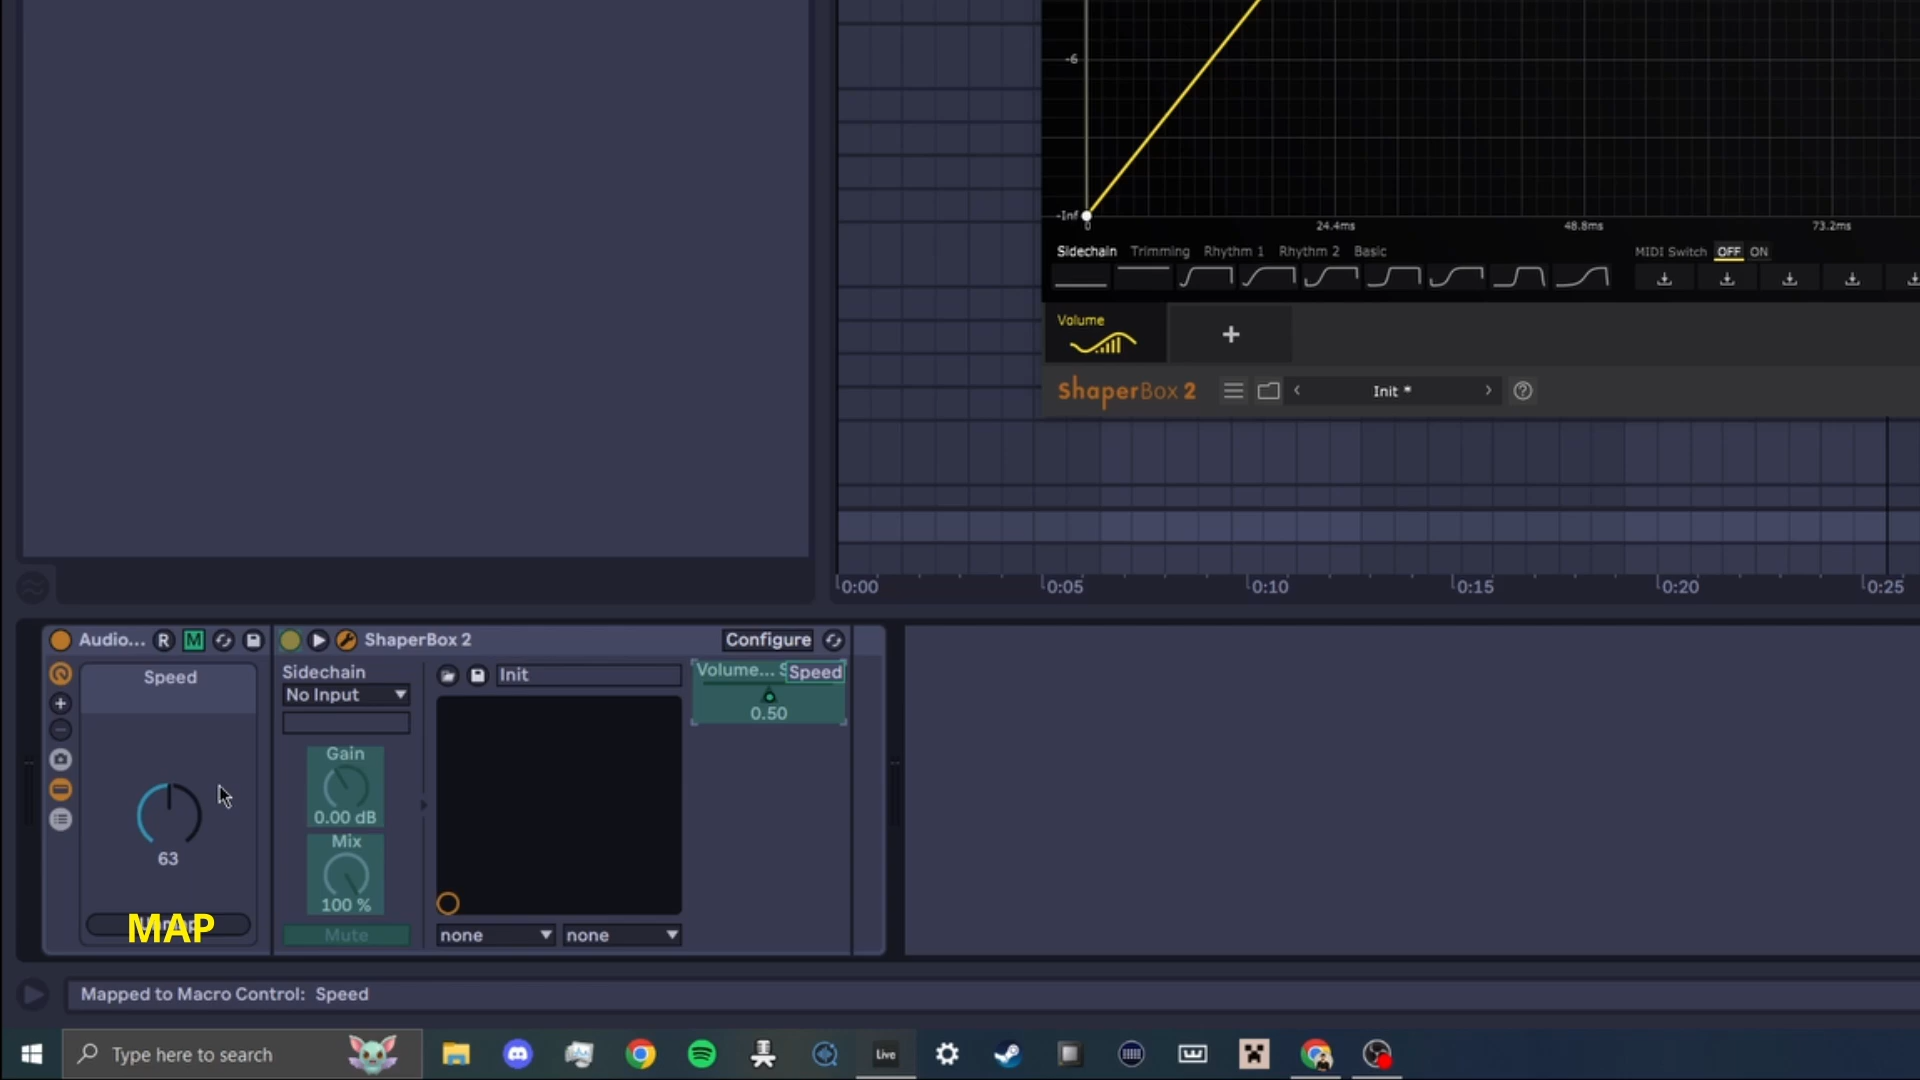 -6
-Inf
0 24.4ms 48.8ms 73.2ms
Sidechain Trimming Rhythm 1 Rhythm 2 Basic MIDI Switch OFF ON
Volume
+
ShaperBox 2 < Init * > ?
0:00 0:05 0:10 0:15 0:20 0:25
Audio... R M ShaperBox 2 Configure
Speed
Sidechain
No Input
Init
Volume... S Speed
0.50
Gain
0.00 dB
Mix
100 %
Mute
63
MAP
none none
Mapped to Macro Control: Speed
Type here to search
Live